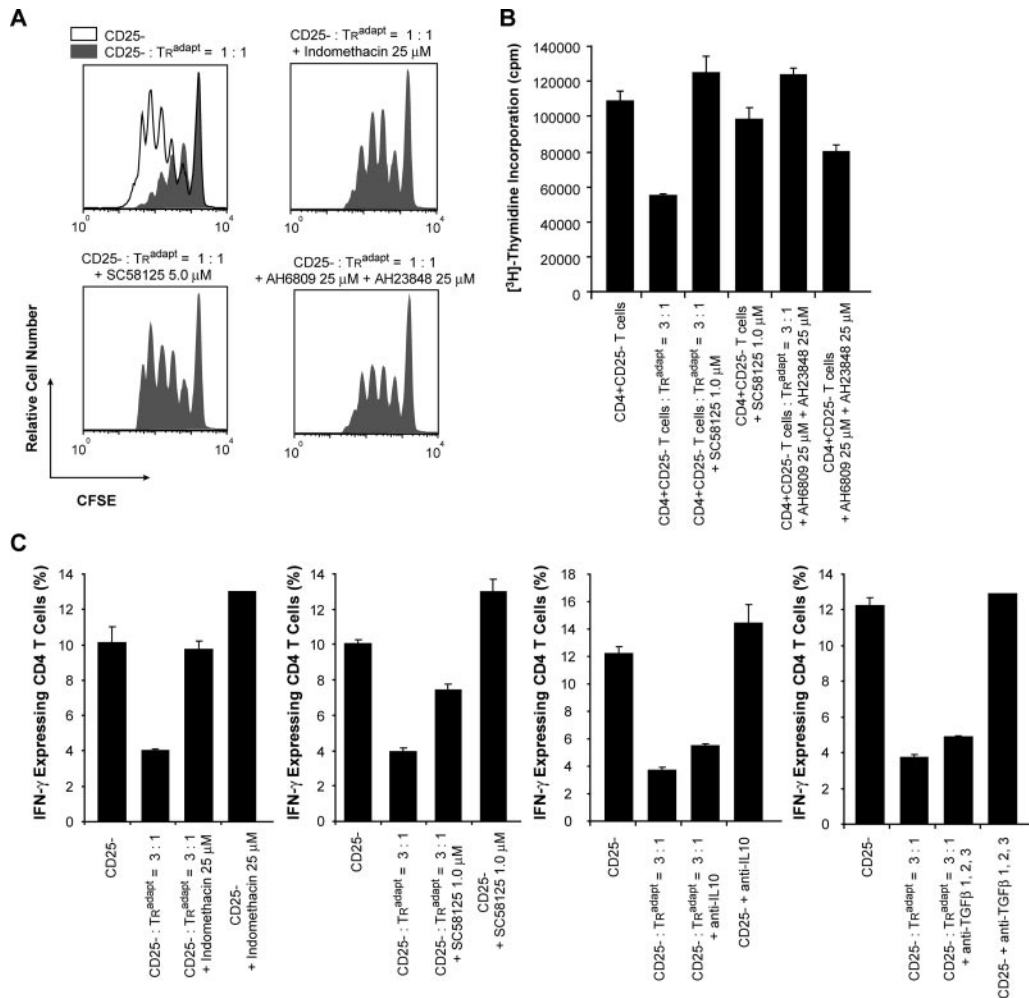 A
CD25-
CD25- : TR^adapt = 1 : 1
CD25- : TR^adapt = 1 : 1
+ Indomethacin 25 µM
10^0
10^4
10^0
10^4
CD25- : TR^adapt = 1 : 1
+ SC58125 5.0 µM
CD25- : TR^adapt = 1 : 1
+ AH6809 25 µM + AH23848 25 µM
10^0
10^4
10^0
10^4
Relative Cell Number
CFSE
B
[³H]-Thymidine Incorporation (cpm)
140000
120000
100000
80000
60000
40000
20000
0
CD4+CD25- T cells
CD4+CD25- T cells : TR^adapt = 3 : 1
CD4+CD25- T cells : TR^adapt = 3 : 1
+ SC58125 1.0 µM
CD4+CD25- T cells
+ SC58125 1.0 µM
CD4+CD25- T cells : TR^adapt = 3 : 1
+ AH6809 25 µM + AH23848 25 µM
CD4+CD25- T cells
+ AH6809 25 µM + AH23848 25 µM
C
IFN-γ Expressing CD4 T Cells (%)
14
12
10
8
6
4
2
0
CD25-
CD25- : TR^adapt = 3 : 1
CD25- : TR^adapt = 3 : 1
+ Indomethacin 25 µM
CD25-
+ Indomethacin 25 µM
IFN-γ Expressing CD4 T Cells (%)
14
12
10
8
6
4
2
0
CD25-
CD25- : TR^adapt = 3 : 1
CD25- : TR^adapt = 3 : 1
+ SC58125 1.0 µM
CD25-
+ SC58125 1.0 µM
IFN-γ Expressing CD4 T Cells (%)
18
16
14
12
10
8
6
4
2
0
CD25-
CD25- : TR^adapt = 3 : 1
CD25- : TR^adapt = 3 : 1
+ anti-IL10
CD25- + anti-IL10
IFN-γ Expressing CD4 T Cells (%)
14
12
10
8
6
4
2
0
CD25-
CD25- : TR^adapt = 3 : 1
CD25- : TR^adapt = 3 : 1
+ anti-TGFβ 1, 2, 3
CD25- + anti-TGFβ 1, 2, 3